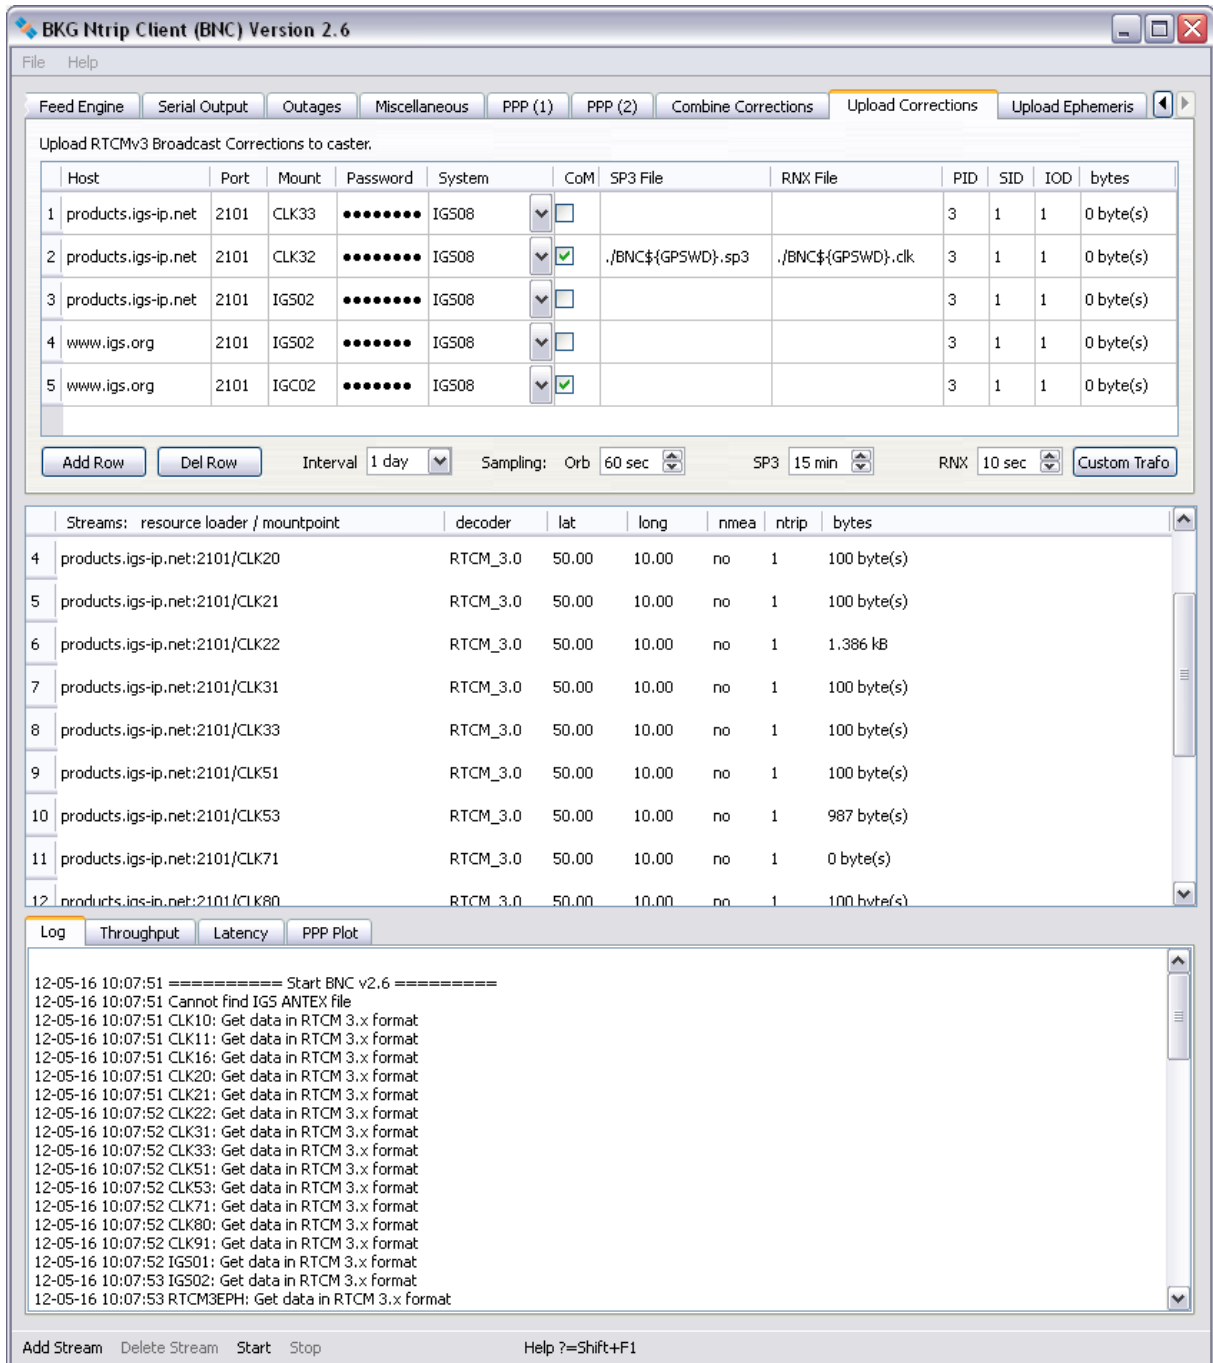 BKG Ntrip Client (BNC) Version 2.6
File Help
Feed Engine Serial Output Outages Miscellaneous PPP (1) PPP (2) Combine Corrections Upload Corrections Upload Ephemeris
Upload RTCMv3 Broadcast Corrections to caster.
Host Port Mount Password System CoM SP3 File RNX File PID SID IOD bytes
1 products.igs-ip.net 2101 CLK33 ●●●●●●●● IGS08 3 1 1 0 byte(s)
2 products.igs-ip.net 2101 CLK32 ●●●●●●●● IGS08 ./BNC${GPSWD}.sp3 ./BNC${GPSWD}.clk 3 1 1 0 byte(s)
3 products.igs-ip.net 2101 IGS02 ●●●●●●●● IGS08 3 1 1 0 byte(s)
4 www.igs.org 2101 IGS02 ●●●●●●● IGS08 3 1 1 0 byte(s)
5 www.igs.org 2101 IGC02 ●●●●●●● IGS08 3 1 1 0 byte(s)
Add Row Del Row Interval 1 day Sampling: Orb 60 sec SP3 15 min RNX 10 sec Custom Trafo
Streams: resource loader / mountpoint decoder lat long nmea ntrip bytes
4 products.igs-ip.net:2101/CLK20 RTCM_3.0 50.00 10.00 no 1 100 byte(s)
5 products.igs-ip.net:2101/CLK21 RTCM_3.0 50.00 10.00 no 1 100 byte(s)
6 products.igs-ip.net:2101/CLK22 RTCM_3.0 50.00 10.00 no 1 1.386 kB
7 products.igs-ip.net:2101/CLK31 RTCM_3.0 50.00 10.00 no 1 100 byte(s)
8 products.igs-ip.net:2101/CLK33 RTCM_3.0 50.00 10.00 no 1 100 byte(s)
9 products.igs-ip.net:2101/CLK51 RTCM_3.0 50.00 10.00 no 1 100 byte(s)
10 products.igs-ip.net:2101/CLK53 RTCM_3.0 50.00 10.00 no 1 987 byte(s)
11 products.igs-ip.net:2101/CLK71 RTCM_3.0 50.00 10.00 no 1 0 byte(s)
12 products.igs-ip.net:2101/CLK80 RTCM_3.0 50.00 10.00 no 1 100 byte(s)
Log Throughput Latency PPP Plot
12-05-16 10:07:51 ========== Start BNC v2.6 =========
12-05-16 10:07:51 Cannot find IGS ANTEX file
12-05-16 10:07:51 CLK10: Get data in RTCM 3.x format
12-05-16 10:07:51 CLK11: Get data in RTCM 3.x format
12-05-16 10:07:51 CLK16: Get data in RTCM 3.x format
12-05-16 10:07:51 CLK20: Get data in RTCM 3.x format
12-05-16 10:07:51 CLK21: Get data in RTCM 3.x format
12-05-16 10:07:52 CLK22: Get data in RTCM 3.x format
12-05-16 10:07:52 CLK31: Get data in RTCM 3.x format
12-05-16 10:07:52 CLK33: Get data in RTCM 3.x format
12-05-16 10:07:52 CLK51: Get data in RTCM 3.x format
12-05-16 10:07:52 CLK53: Get data in RTCM 3.x format
12-05-16 10:07:52 CLK71: Get data in RTCM 3.x format
12-05-16 10:07:52 CLK80: Get data in RTCM 3.x format
12-05-16 10:07:52 CLK91: Get data in RTCM 3.x format
12-05-16 10:07:52 IGS01: Get data in RTCM 3.x format
12-05-16 10:07:53 IGS02: Get data in RTCM 3.x format
12-05-16 10:07:53 RTCM3EPH: Get data in RTCM 3.x format
Add Stream Delete Stream Start Stop Help ?=Shift+F1